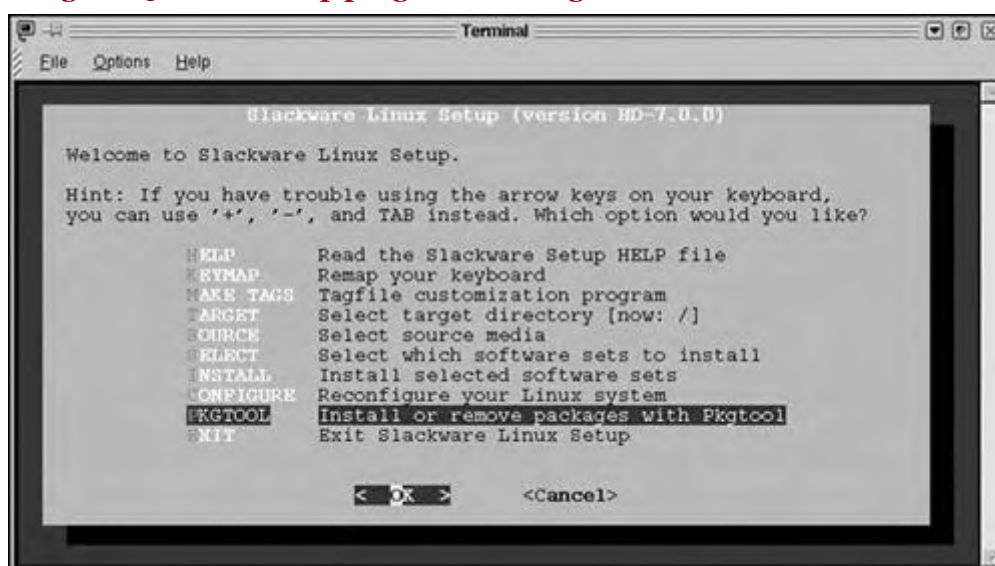 Terminal
File Options Help
Slackware Linux Setup (version HD-7.0.0)
Welcome to Slackware Linux Setup.
Hint: If you have trouble using the arrow keys on your keyboard,
you can use '+', '-', and TAB instead. Which option would you like?
HELP Read the Slackware Setup HELP file
KEYMAP Remap your keyboard
MAKE TAGS Tagfile customization program
TARGET Select target directory [now: /]
SOURCE Select source media
SELECT Select which software sets to install
INSTALL Install selected software sets
CONFIGURE Reconfigure your Linux system
PKGTOOL Install or remove packages with Pkgtool
EXIT Exit Slackware Linux Setup
< OK > <Cancel>